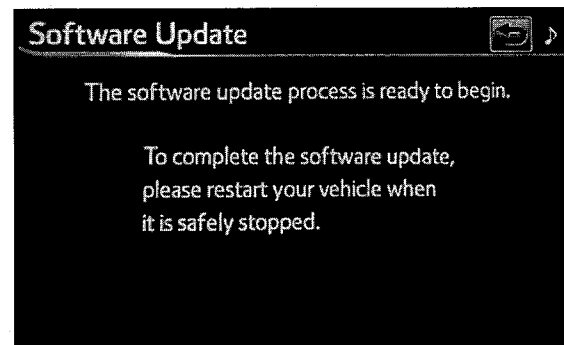 Software Update
The software update process is ready to begin.
To complete the software update,
please restart your vehicle when
it is safely stopped.